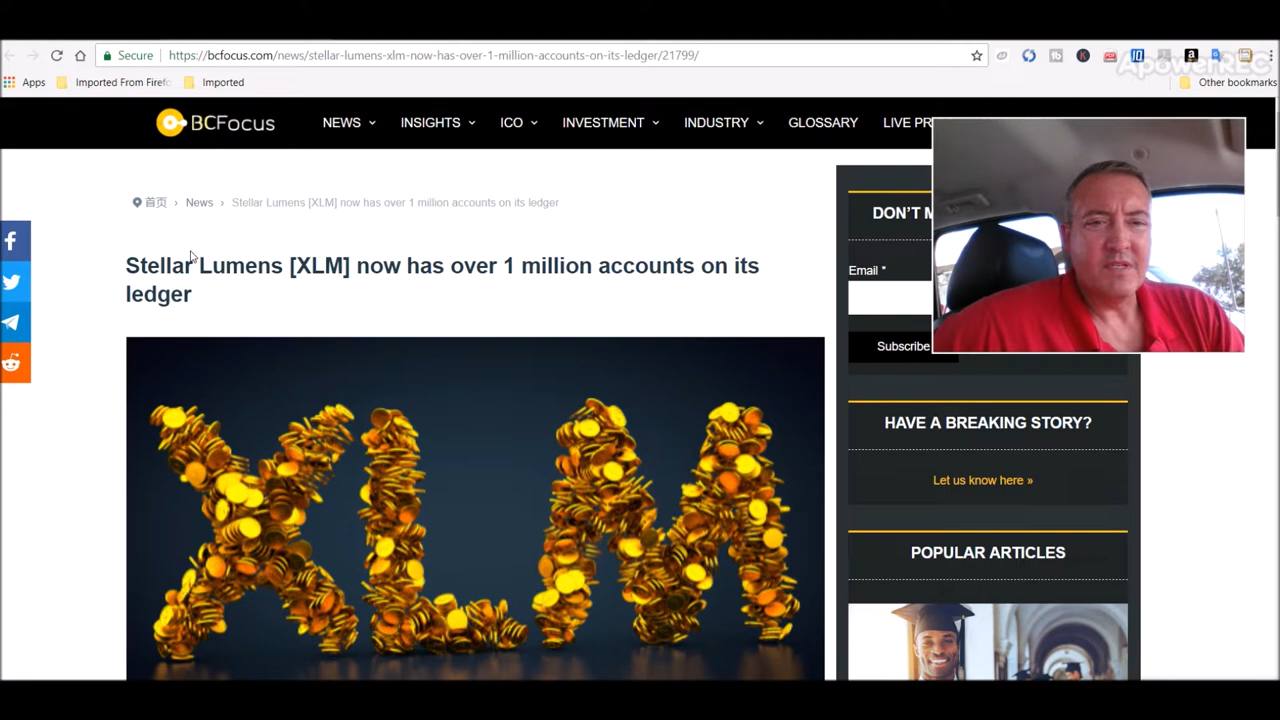 ApowerREC
Secure https://bcfocus.com/news/stellar-lumens-xlm-now-has-over-1-million-accounts-on-its-ledger/21799/
Apps Imported From Firefo Imported Other bookmarks
BCFocus NEWS INSIGHTS ICO INVESTMENT INDUSTRY GLOSSARY LIVE PR
首页 › News › Stellar Lumens [XLM] now has over 1 million accounts on its ledger
Stellar Lumens [XLM] now has over 1 million accounts on its
ledger
XLM
DON'T M
Email *
Subscribe
HAVE A BREAKING STORY?
Let us know here »
POPULAR ARTICLES